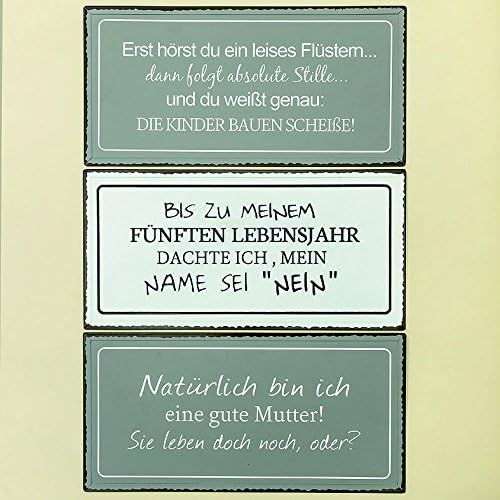 Erst hörst du ein leises Flüstern...
dann folgt absolute Stille...
und du weißt genau:
DIE KINDER BAUEN SCHEIßE!
BIS ZU MEINEM
FÜNFTEN LEBENSJAHR
DACHTE ICH, MEIN
NAME SEI "NEIN"
Natürlich bin ich
eine gute Mutter!
Sie leben doch noch, oder?